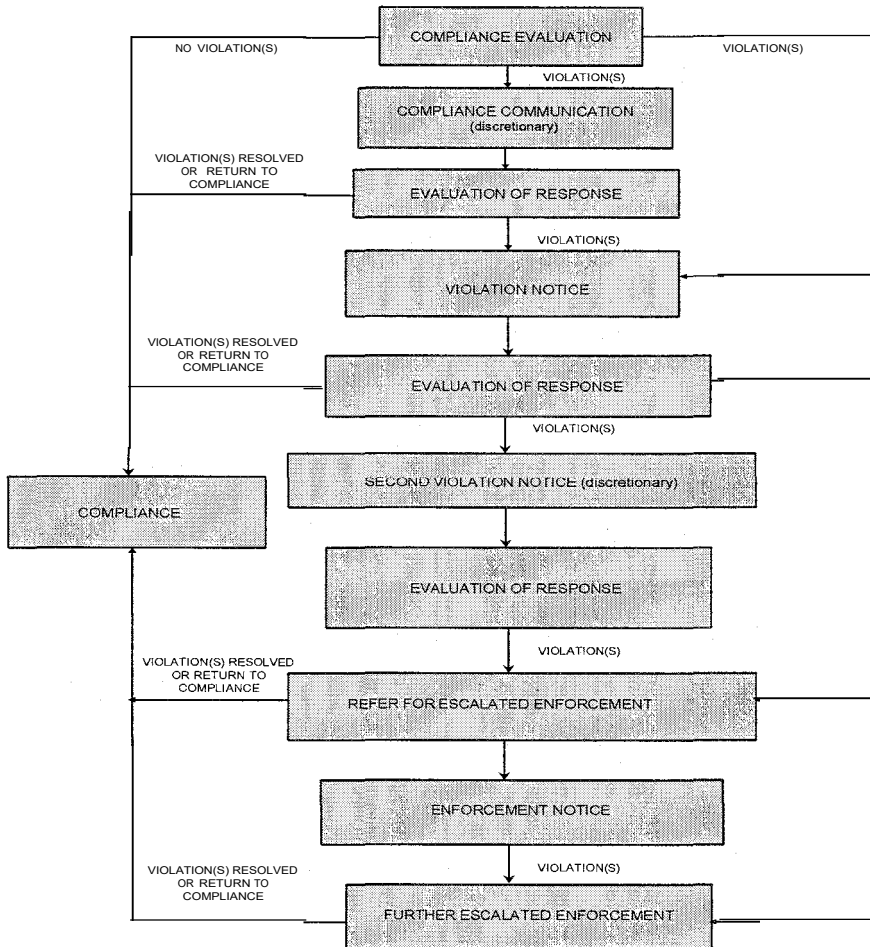 COMPLIANCE EVALUATION
NO VIOLATION(S)
VIOLATION(S)
VIOLATION(S)
COMPLIANCE COMMUNICATION
(discretionary)
VIOLATION(S) RESOLVED
OR RETURN TO
COMPLIANCE
EVALUATION OF RESPONSE
VIOLATION(S)
VIOLATION NOTICE
VIOLATION(S) RESOLVED
OR RETURN TO
COMPLIANCE
EVALUATION OF RESPONSE
VIOLATION(S)
SECOND VIOLATION NOTICE (discretionary)
COMPLIANCE
EVALUATION OF RESPONSE
VIOLATION(S)
VIOLATION(S) RESOLVED
OR RETURN TO
COMPLIANCE
REFER FOR ESCALATED ENFORCEMENT
ENFORCEMENT NOTICE
VIOLATION(S)
VIOLATION(S) RESOLVED
OR RETURN TO
COMPLIANCE
FURTHER ESCALATED ENFORCEMENT